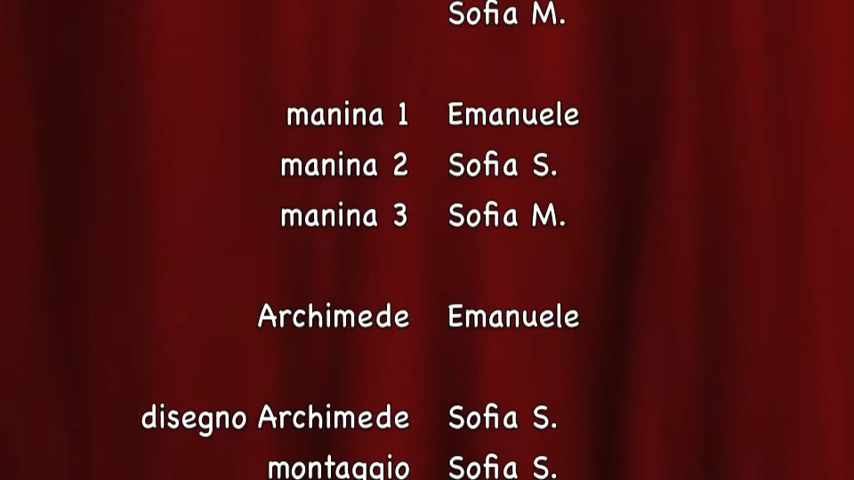 Sofia M.
manina 1 Emanuele
manina 2 Sofia S.
manina 3 Sofia M.
Archimede Emanuele
disegno Archimede Sofia S.
montaggio Sofia S.